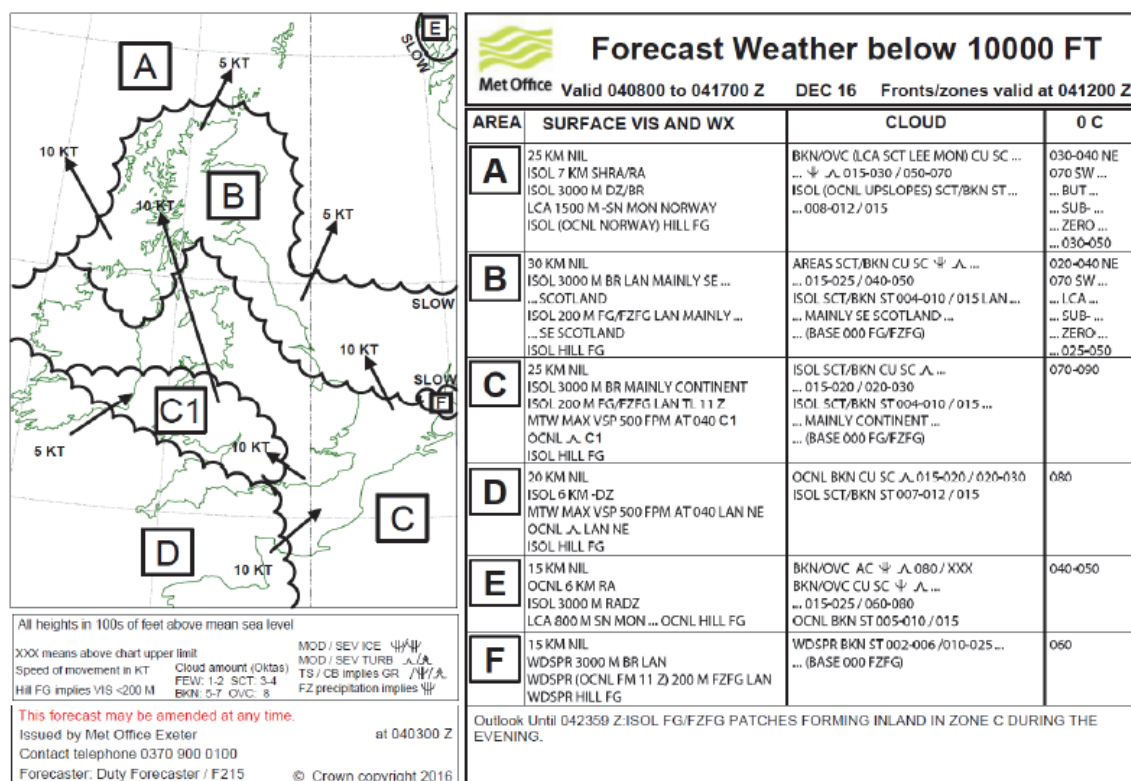 A
E
SLOW
5 KT
10 KT
B
10 KT
5 KT
SLOW
10 KT
SLOW
F
C1
5 KT
10 KT
C
D
10 KT
All heights in 100s of feet above mean sea level
XXX means above chart upper limit
Speed of movement in KT
Hill FG implies VIS <200 M
Cloud amount (Oktas)
FEW: 1-2 SCT: 3-4
BKN: 5-7 OVC: 8
MOD / SEV ICE
MOD / SEV TURB
TS / CB implies GR
FZ precipitation implies
This forecast may be amended at any time.
Issued by Met Office Exeter at 040300 Z
Contact telephone 0370 900 0100
Forecaster: Duty Forecaster / F215 © Crown copyright 2016
Met Office
Forecast Weather below 10000 FT
Valid 040800 to 041700 Z DEC 16 Fronts/zones valid at 041200 Z
AREA SURFACE VIS AND WX CLOUD 0 C
A
25 KM NIL
ISOL 7 KM SHRA/RA
ISOL 3000 M DZ/BR
LCA 1500 M -SN MON NORWAY
ISOL (OCNL NORWAY) HILL FG
BKN/OVC (LCA SCT LEE MON) CU SC ...
... 015-030 / 050-070
ISOL (OCNL UPSLOPES) SCT/BKN ST ...
... 008-012 / 015
030-040 NE
070 SW ...
... BUT ...
... SUB- ...
... ZERO ...
... 030-050
B
30 KM NIL
ISOL 3000 M BR LAN MAINLY SE ...
... SCOTLAND
ISOL 200 M FG/FZFG LAN MAINLY ...
... SE SCOTLAND
ISOL HILL FG
AREAS SCT/BKN CU SC ...
... 015-025 / 040-050
ISOL SCT/BKN ST 004-010 / 015 LAN ...
... MAINLY SE SCOTLAND ...
... (BASE 000 FG/FZFG)
020-040 NE
070 SW ...
... LCA ...
... SUB- ...
... ZERO ...
... 025-050
C
25 KM NIL
ISOL 3000 M BR MAINLY CONTINENT
ISOL 200 M FG/FZFG LAN TL 11 Z
MTW MAX VSP 500 FPM AT 040 C1
OCNL C1
ISOL HILL FG
ISOL SCT/BKN CU SC ...
... 015-020 / 020-030
ISOL SCT/BKN ST 004-010 / 015 ...
... MAINLY CONTINENT ...
... (BASE 000 FG/FZFG)
070-090
D
20 KM NIL
ISOL 6 KM -DZ
MTW MAX VSP 500 FPM AT 040 LAN NE
OCNL LAN NE
ISOL HILL FG
OCNL BKN CU SC 015-020 / 020-030
ISOL SCT/BKN ST 007-012 / 015
080
E
15 KM NIL
OCNL 6 KM RA
ISOL 3000 M RADZ
LCA 800 M SN MON ... OCNL HILL FG
BKN/OVC AC 080 / XXX
BKN/OVC CU SC ...
... 015-025 / 060-080
OCNL BKN ST 005-010 / 015
040-050
F
15 KM NIL
WDSPR 3000 M BR LAN
WDSPR (OCNL FM 11 Z) 200 M FZFG LAN
WDSPR HILL FG
WDSPR BKN ST 002-006 /010-025 ...
... (BASE 000 FZFG)
060
Outlook Until 042359 Z:ISOL FG/FZFG PATCHES FORMING INLAND IN ZONE C DURING THE
EVENING.